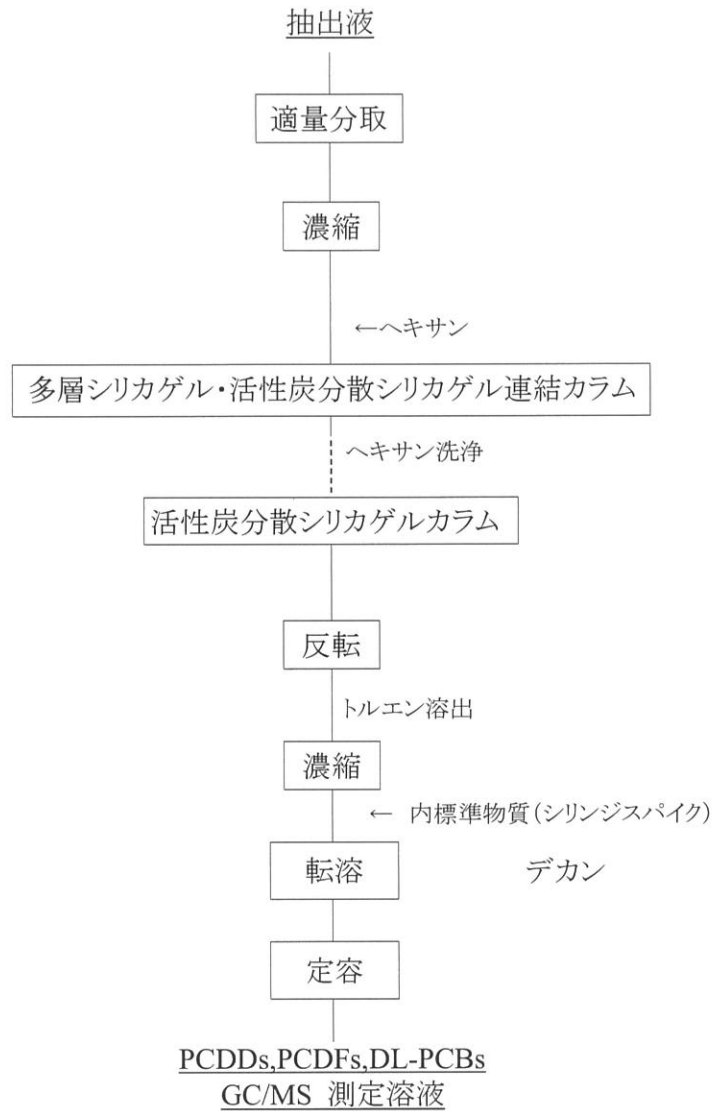 抽出液
適量分取
濃縮
←ヘキサン
多層シリカゲル・活性炭分散シリカゲル連結カラム
ヘキサン洗浄
活性炭分散シリカゲルカラム
反転
トルエン溶出
濃縮
← 内標準物質(シリンジスパイク)
転溶 デカン
定容
PCDDs,PCDFs,DL-PCBs
GC/MS 測定溶液